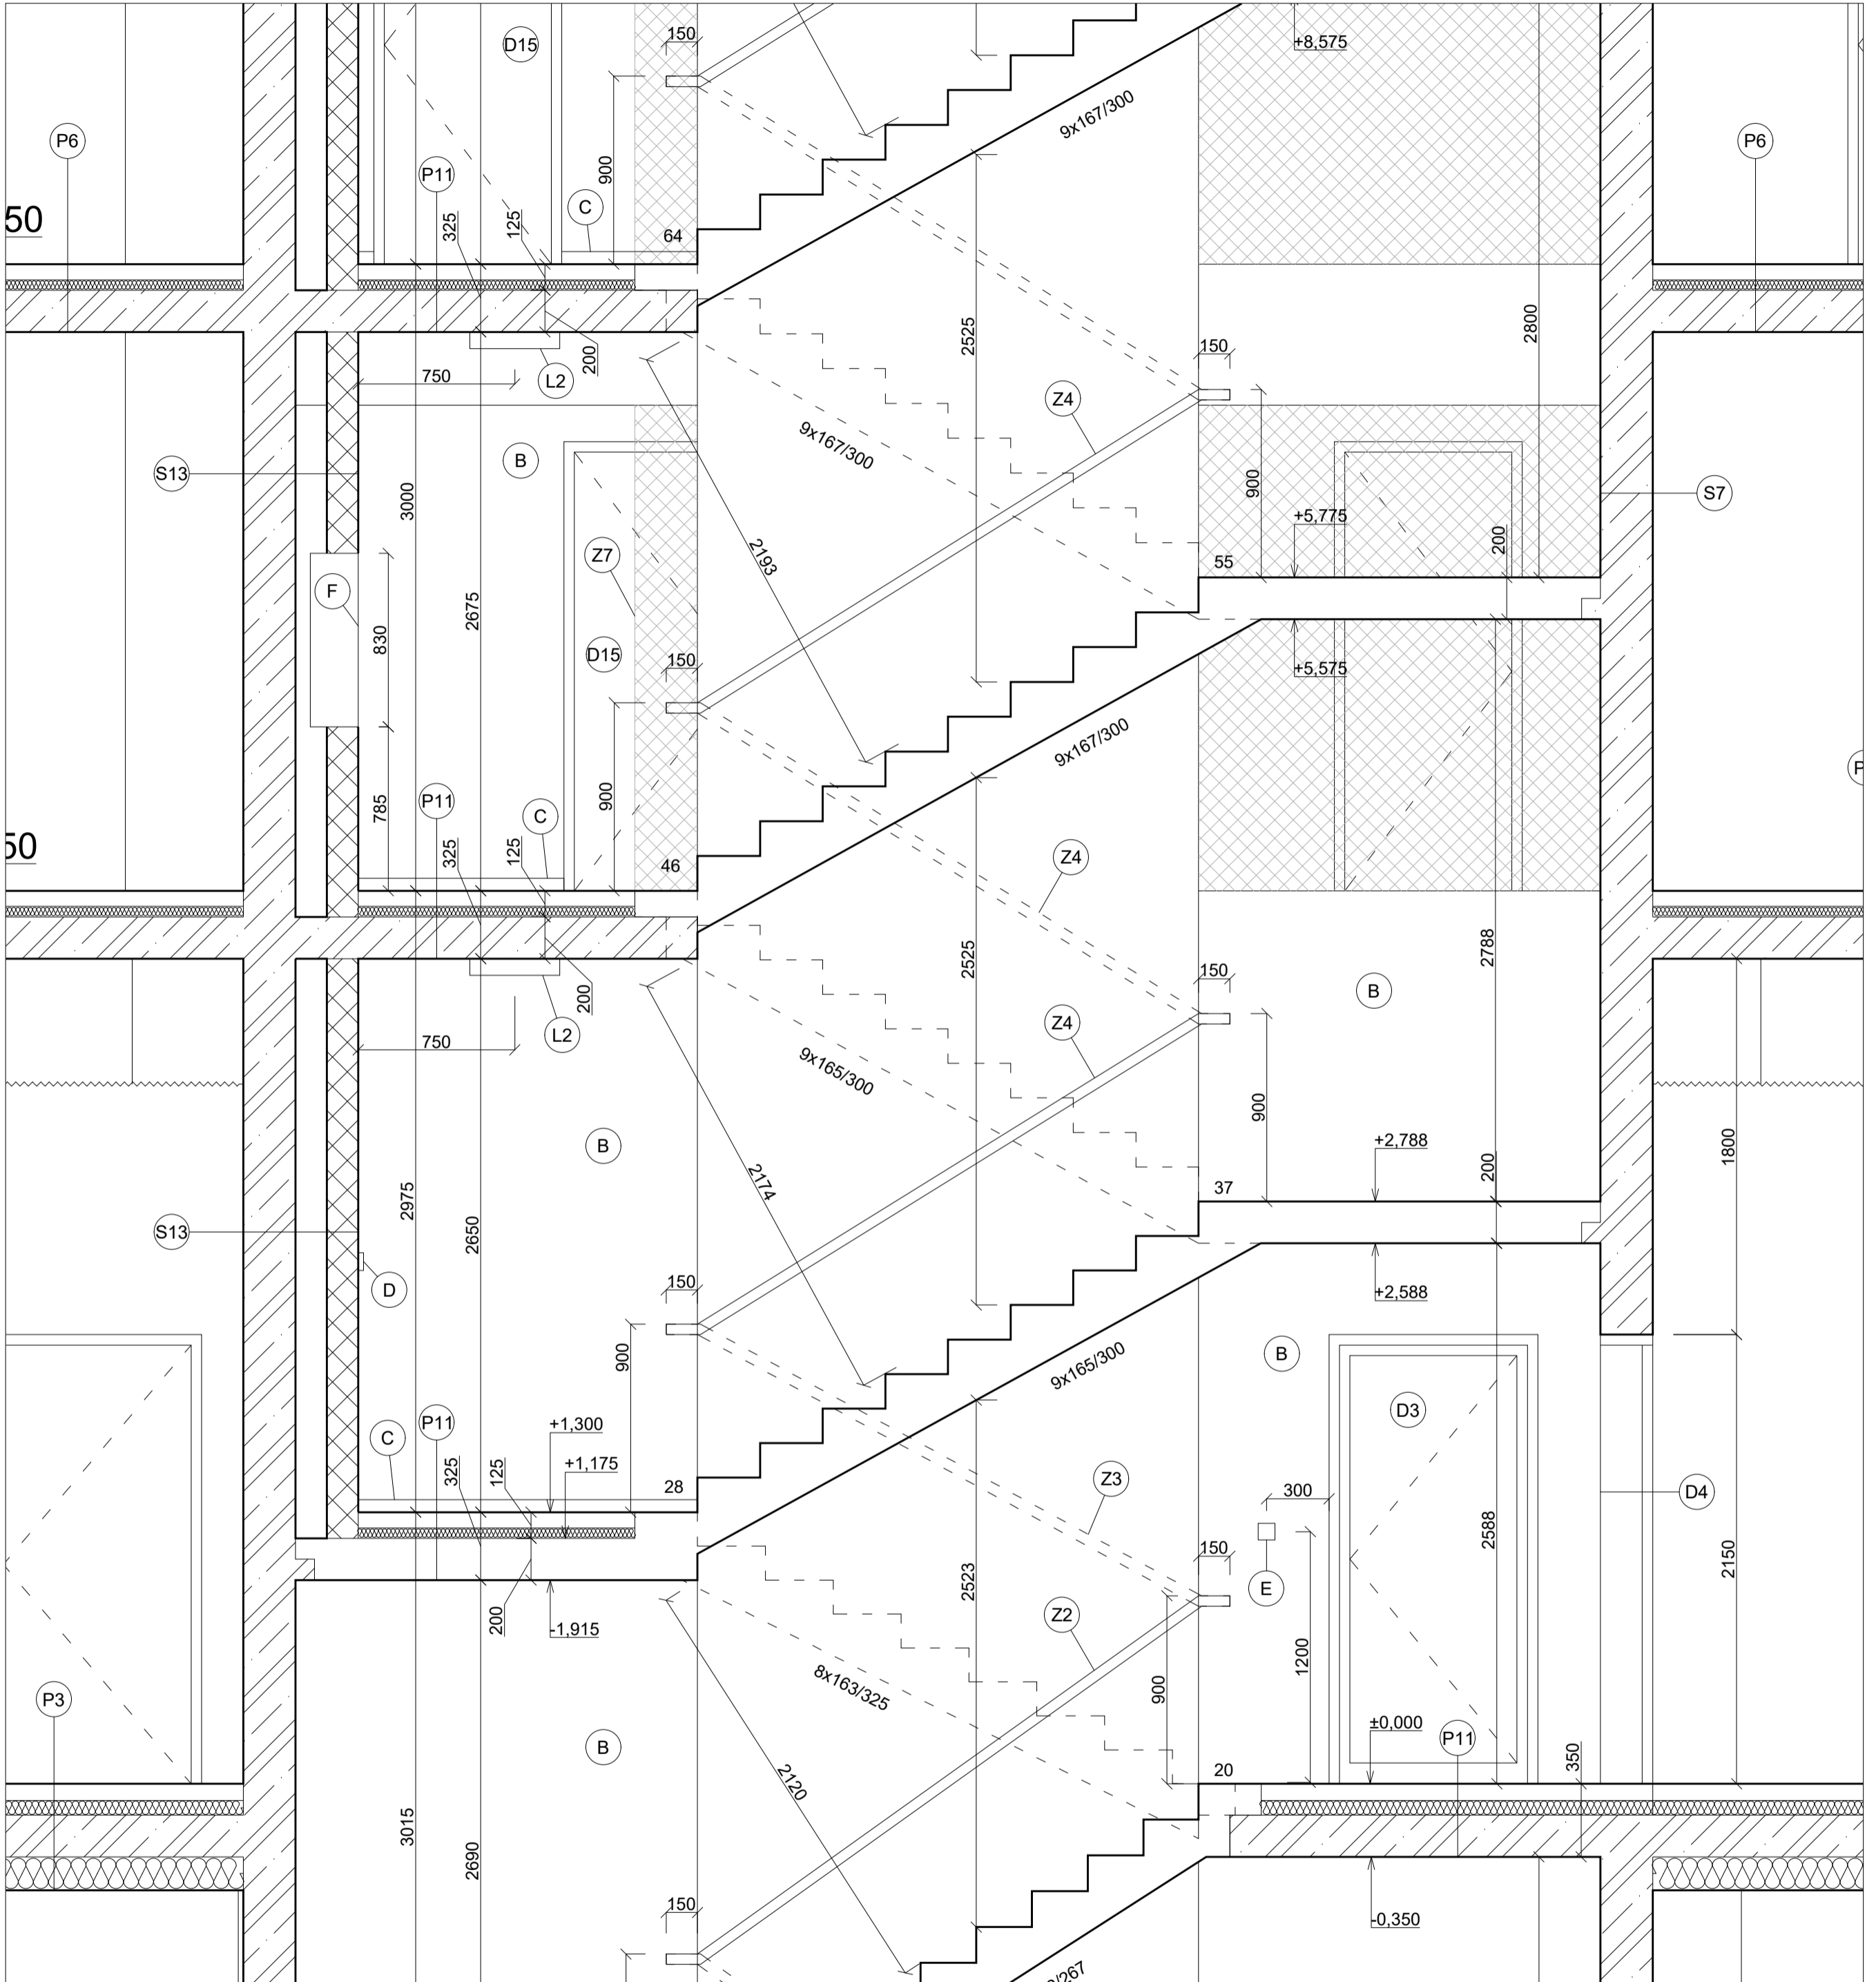 150
D15
+8,575
9x167/300
P6
P6
900
P11
C
325
125
50
64
2525
2800
200
150
750
L2
Z4
9x167/300
B
S13
3000
900
S7
+5,775
200
Z7
2193
55
F
2675
830
D15
150
+5,575
9x167/300
785
P11
C
900
50
325
125
46
Z4
2525
2788
150
B
200
L2
Z4
750
9x165/300
900
B
+2,788
1800
2174
200
37
2975
S13
2650
D
150
+2,588
900
9x165/300
B
D3
C
P11
+1,300
+1,175
325
125
28
Z3
300
D4
2588
150
2523
E
2150
200
-1,915
Z2
1200
8x163/325
900
P3
B
±0,000
P11
350
2120
20
3015
2690
150
-0,350
/267